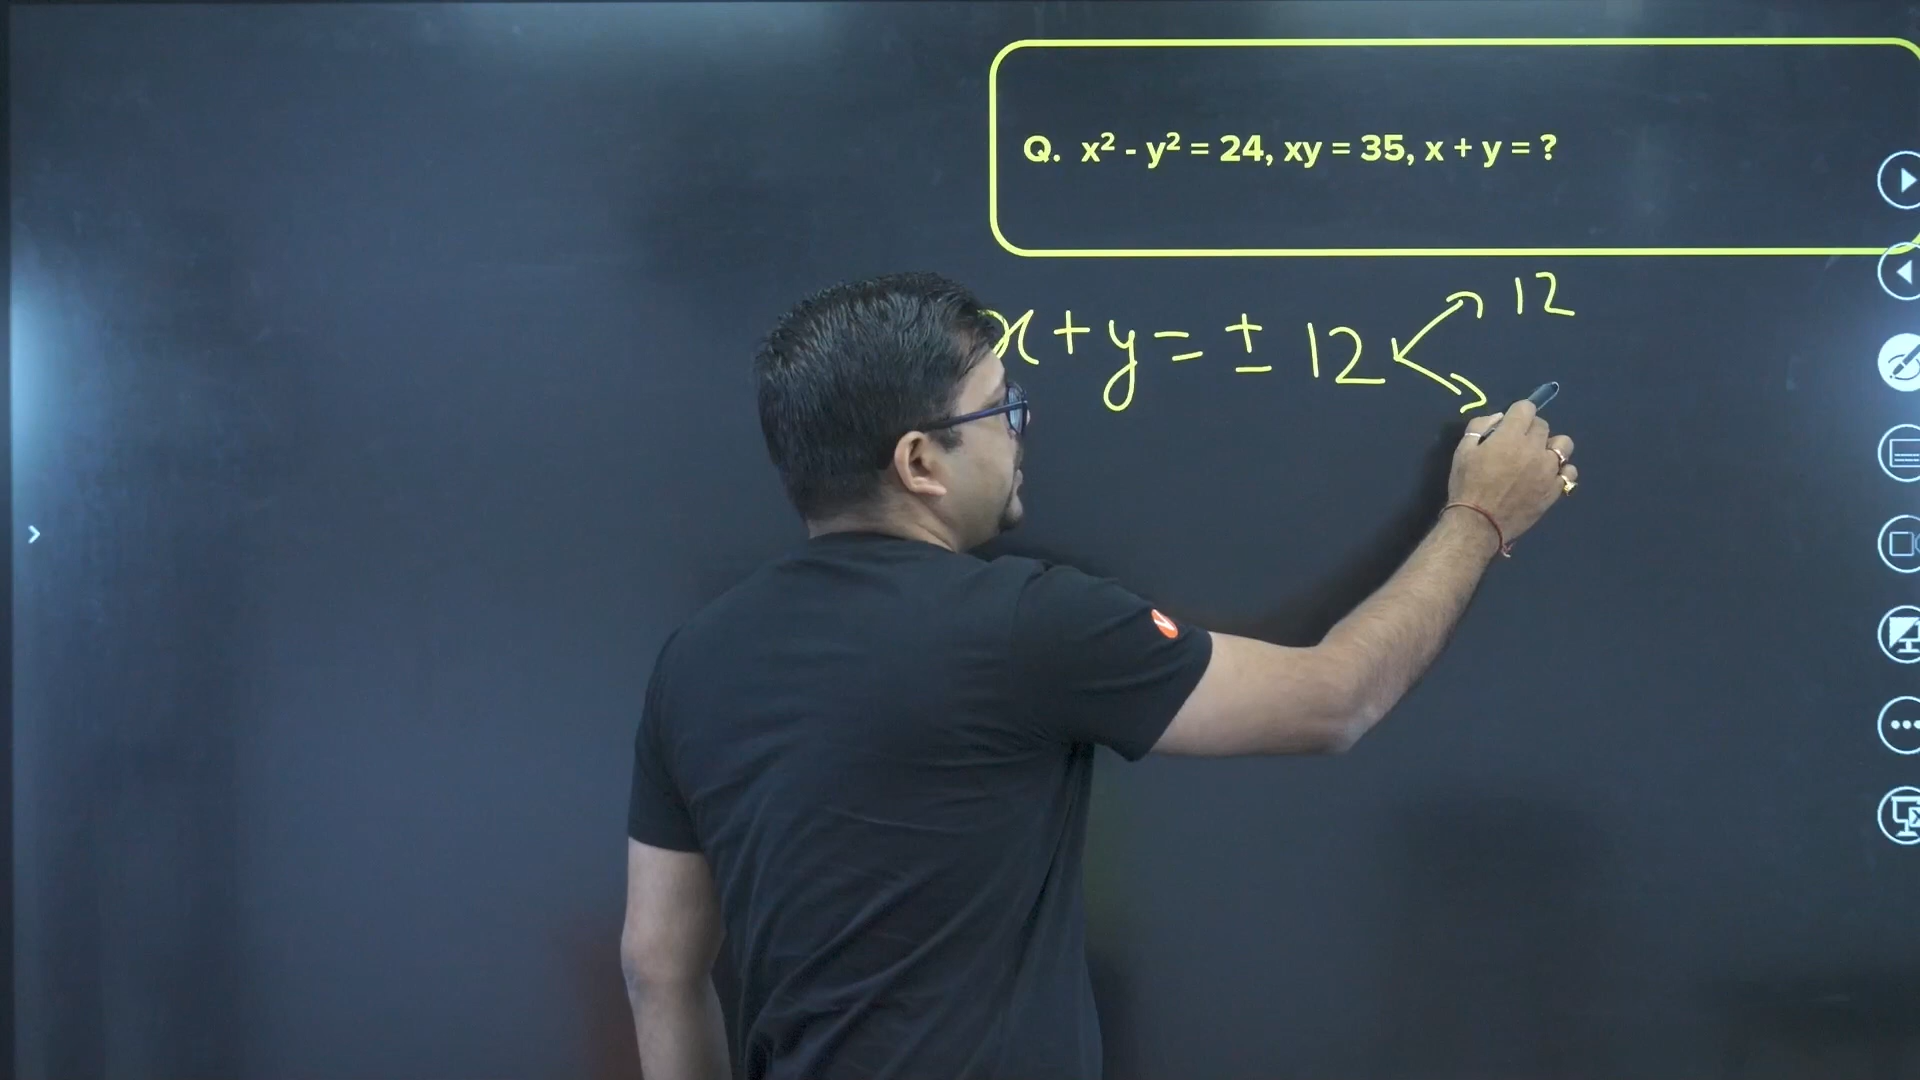 Q. x² - y² = 24, xy = 35, x + y = ?
x + y = ± 12
12